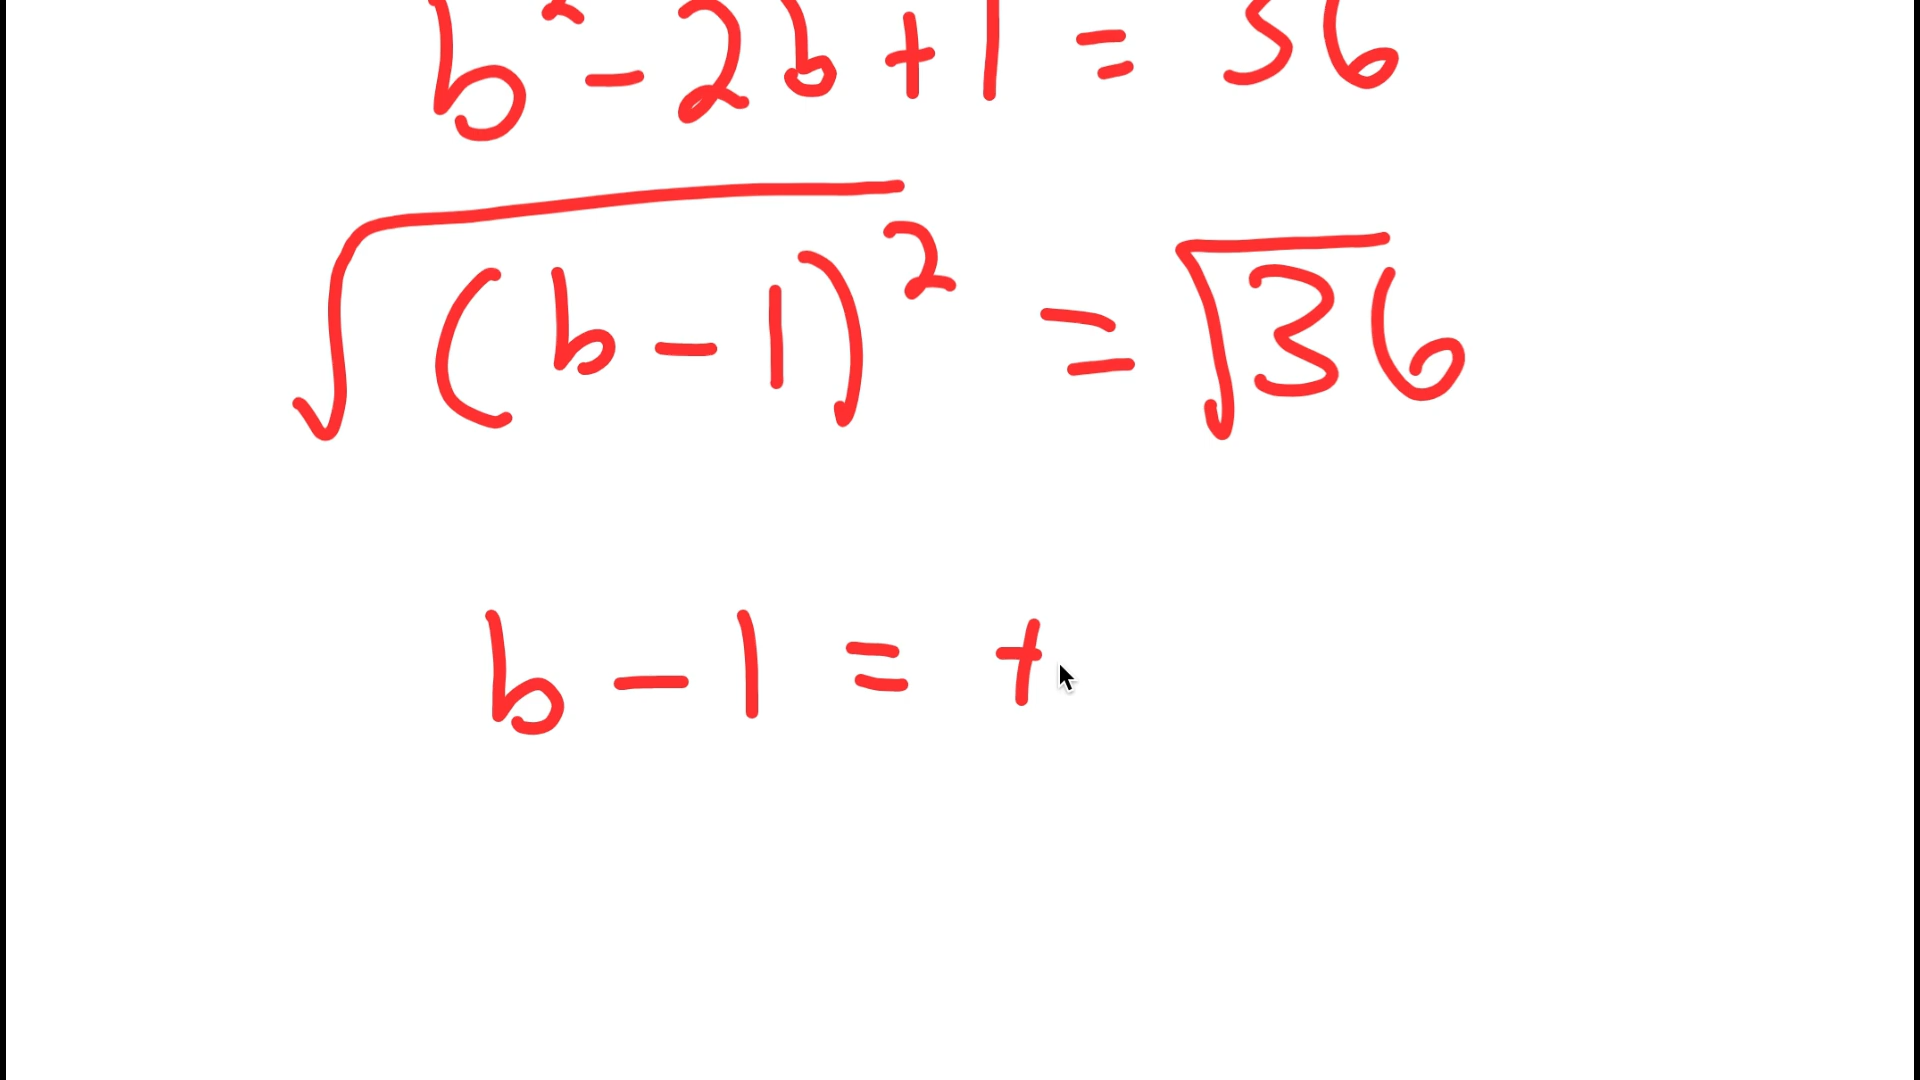 b² - 2b + 1 = 36
√(b - 1)² = √36
b - 1 = +